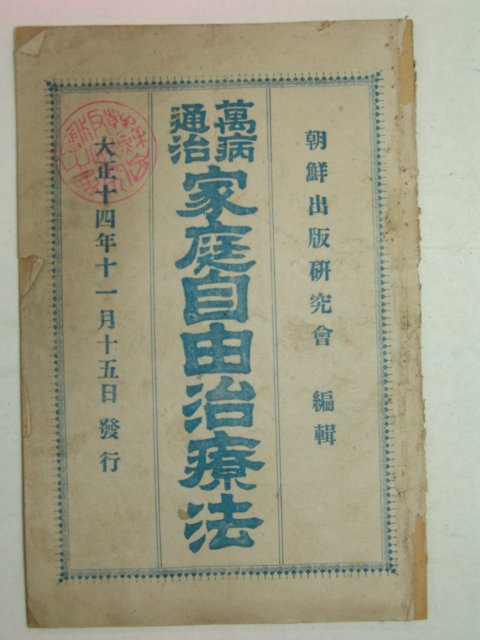 朝鮮出版研究會 編輯
萬病
通治
家庭自由治療法
大正十四年十一月十五日 發行